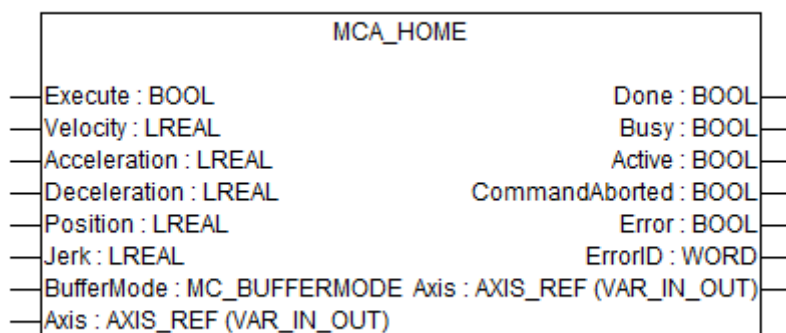 MCA_HOME
Execute : BOOL Done : BOOL
Velocity : LREAL Busy : BOOL
Acceleration : LREAL Active : BOOL
Deceleration : LREAL CommandAborted : BOOL
Position : LREAL Error : BOOL
Jerk : LREAL ErrorID : WORD
BufferMode : MC_BUFFERMODE Axis : AXIS_REF (VAR_IN_OUT)
Axis : AXIS_REF (VAR_IN_OUT)